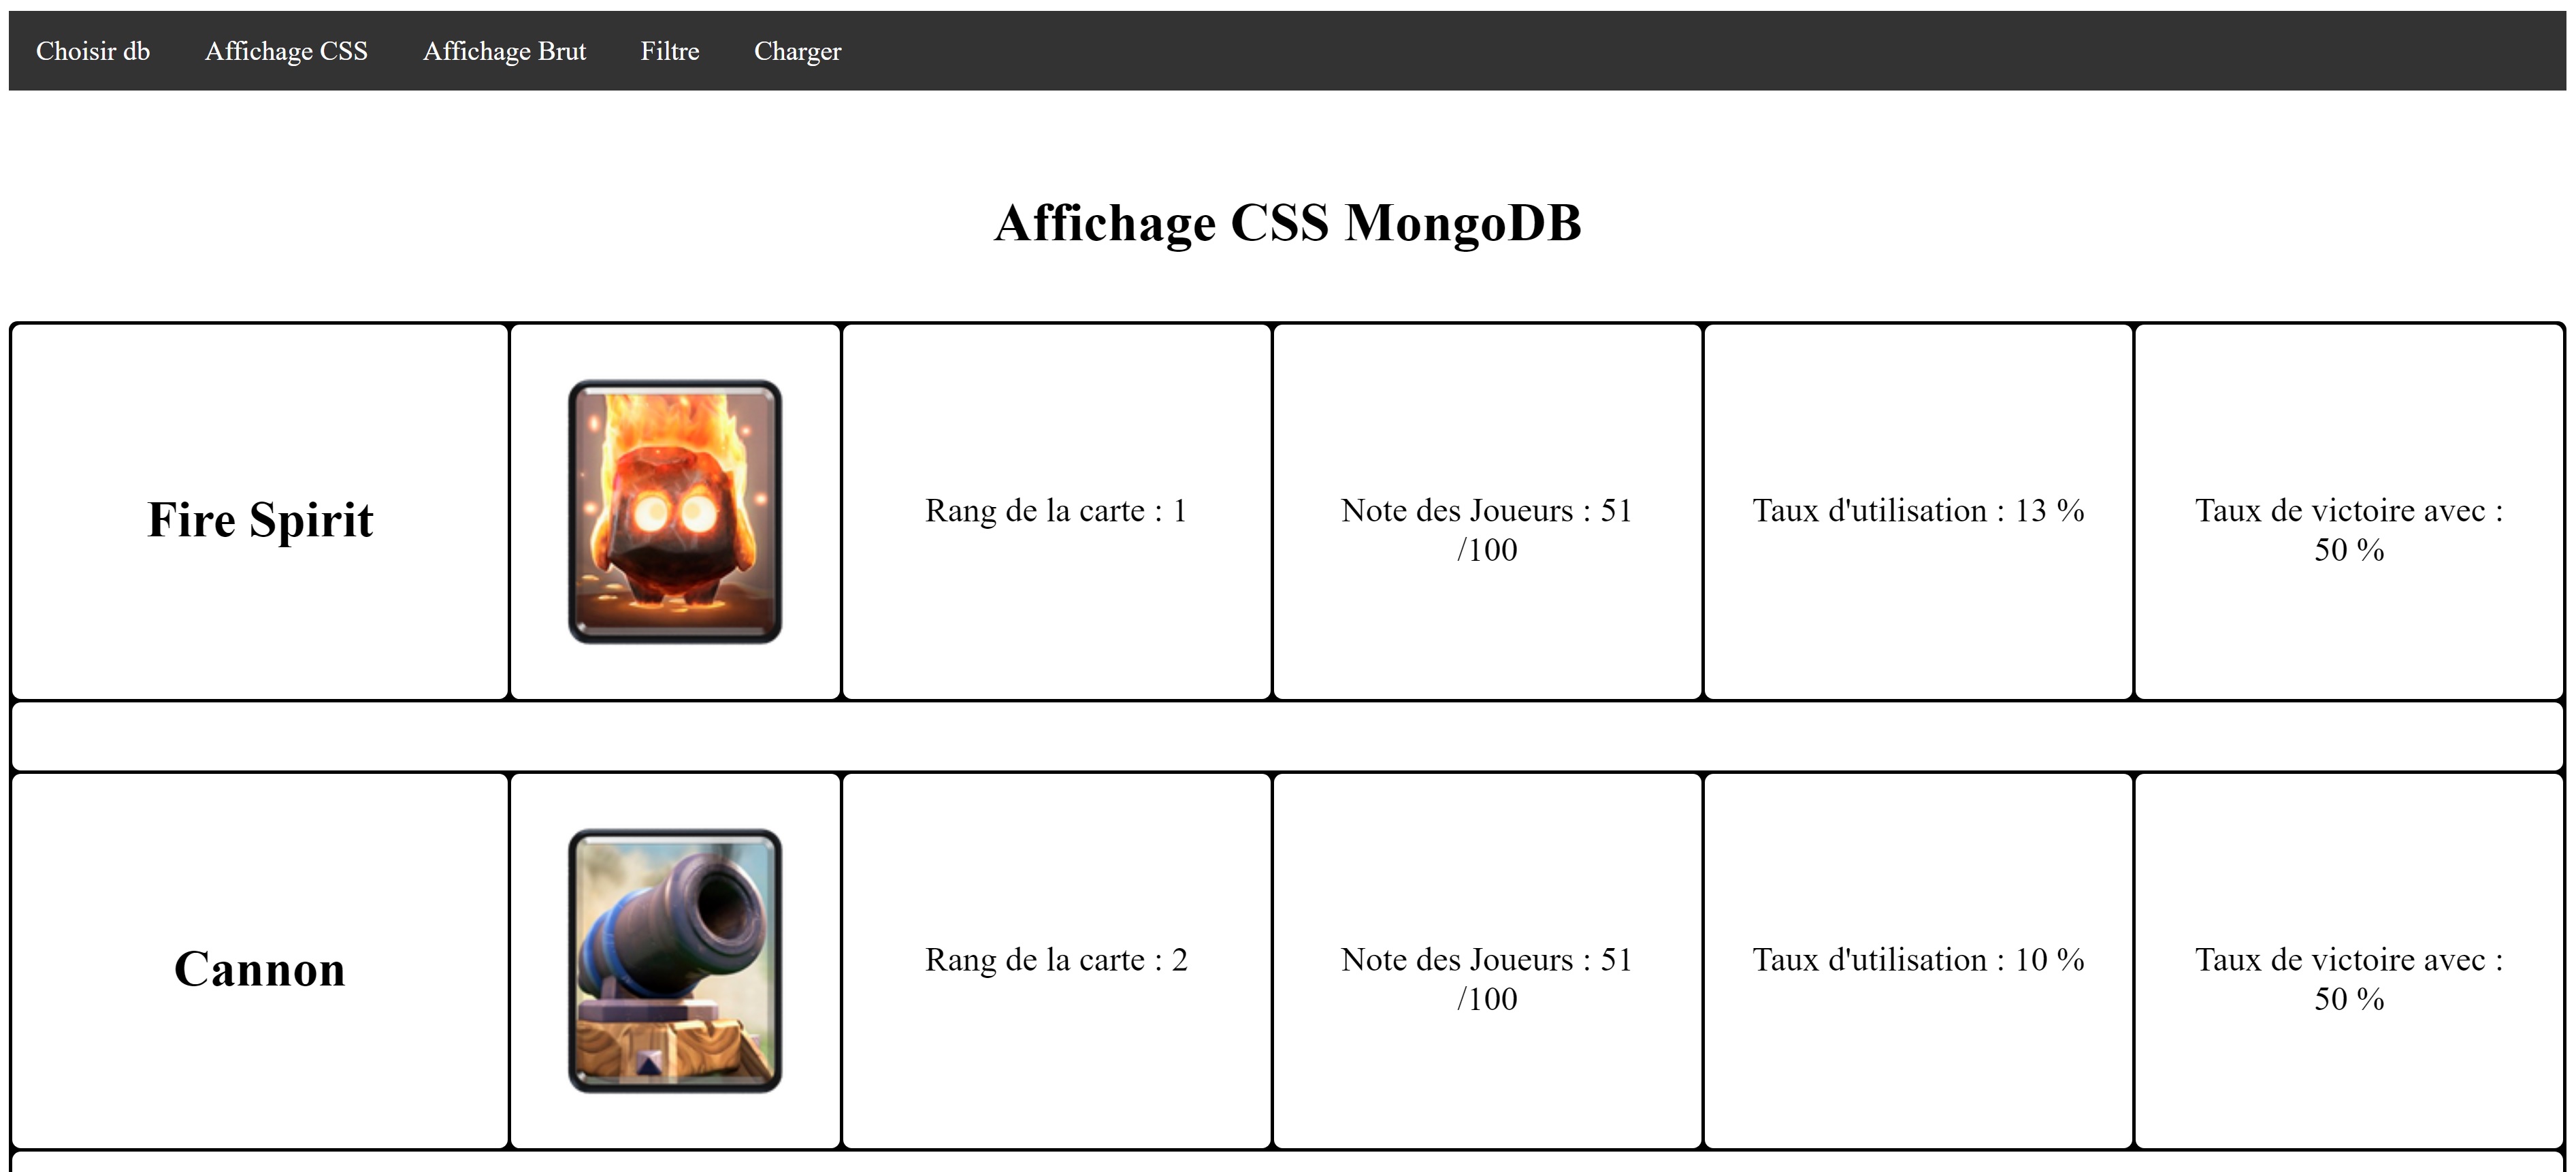 Choisir db
Affichage CSS
Affichage Brut
Filtre
Charger
Affichage CSS MongoDB
Fire Spirit
Rang de la carte : 1
Note des Joueurs : 51
/100
Taux d'utilisation : 13 %
Taux de victoire avec :
50 %
Cannon
Rang de la carte : 2
Note des Joueurs : 51
/100
Taux d'utilisation : 10 %
Taux de victoire avec :
50 %